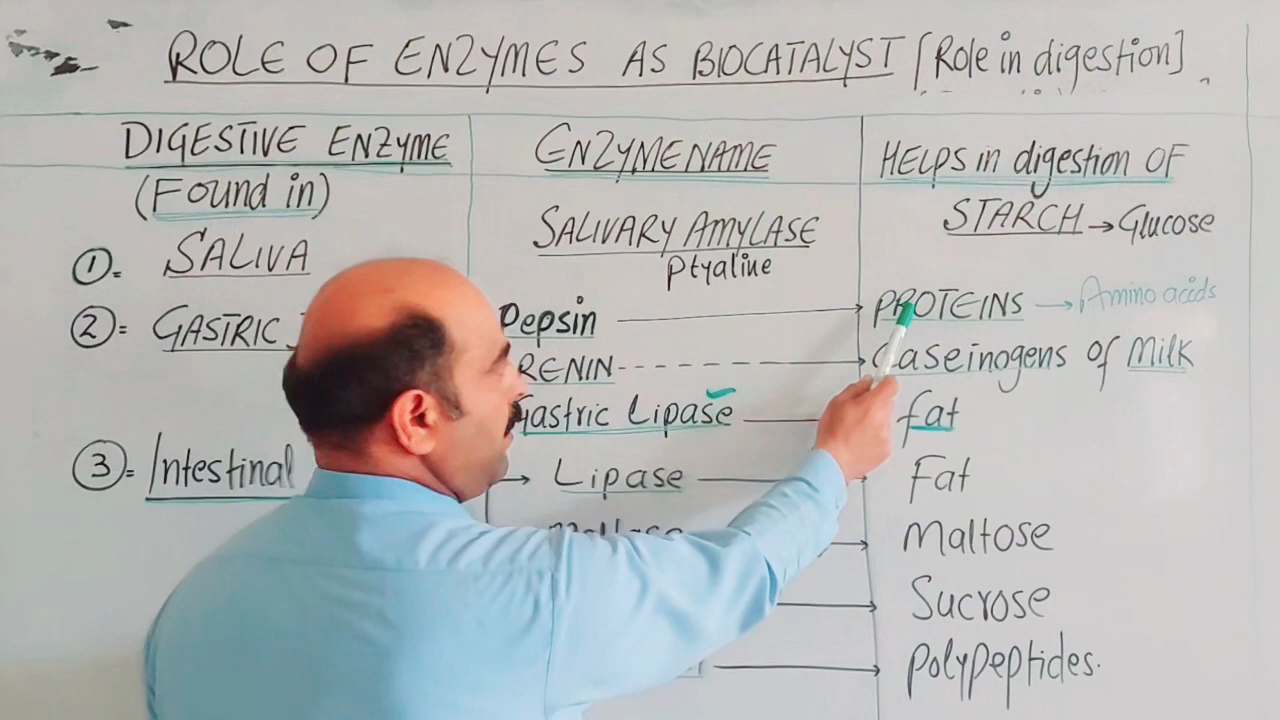 ROLE OF ENZYMES AS BIOCATALYST [Role in digestion]
DIGESTIVE ENZYME
(Found in)
ENZYME NAME
HELPS in digestion OF
①= SALIVA
SALIVARY AMYLASE
Ptyaline
STARCH → Glucose
②= GASTRIC
Pepsin
PROTEINS → Amino acids
RENIN
Caseinogens of Milk
Gastric Lipase
fat
③= Intestinal
→ Lipase
Fat
Maltose
Sucrose
Polypeptides.